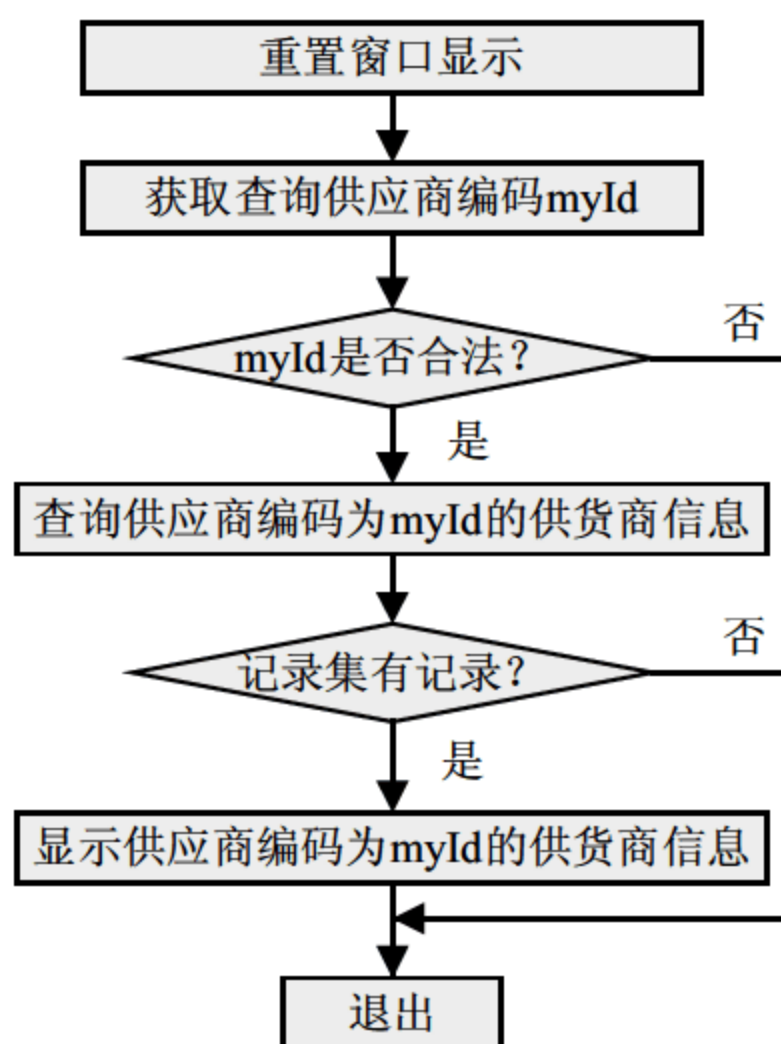 重置窗口显示
获取查询供应商编码myId
myId是否合法？
否
是
查询供应商编码为myId的供货商信息
记录集有记录？
否
是
显示供应商编码为myId的供货商信息
退出